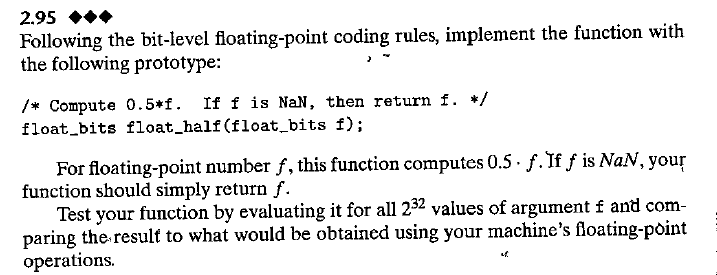 2.95 ◆◆◆
Following the bit-level floating-point coding rules, implement the function with
the following prototype:
/* Compute 0.5*f. If f is NaN, then return f. */
float_bits float_half(float_bits f);
For floating-point number f, this function computes 0.5 · f. If f is NaN, your
function should simply return f.
Test your function by evaluating it for all 2³² values of argument f and com-
paring the result to what would be obtained using your machine's floating-point
operations.